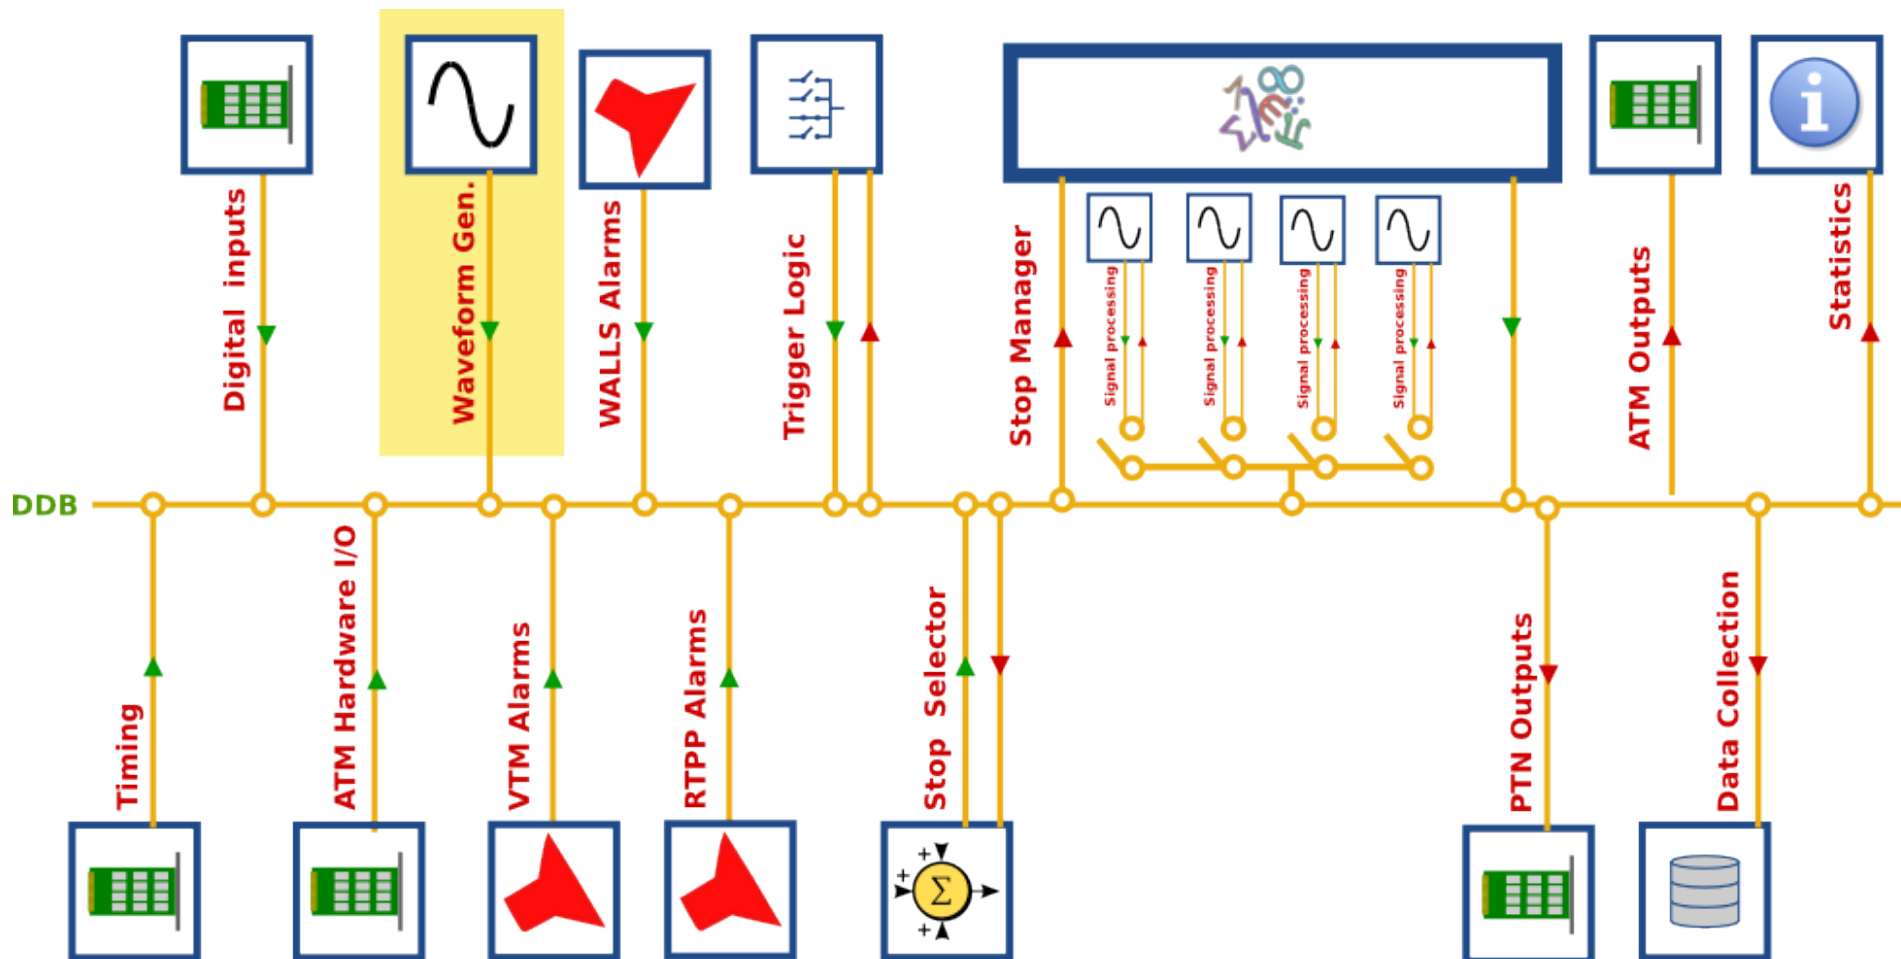 Digital inputs
Waveform Gen.
WALLS Alarms
Trigger Logic
Stop Manager
Signal processing
Signal processing
Signal processing
Signal processing
ATM Outputs
Statistics
DDB
Timing
ATM Hardware I/O
VTM Alarms
RTPP Alarms
Stop Selector
PTN Outputs
Data Collection
i
+
+
Σ
+